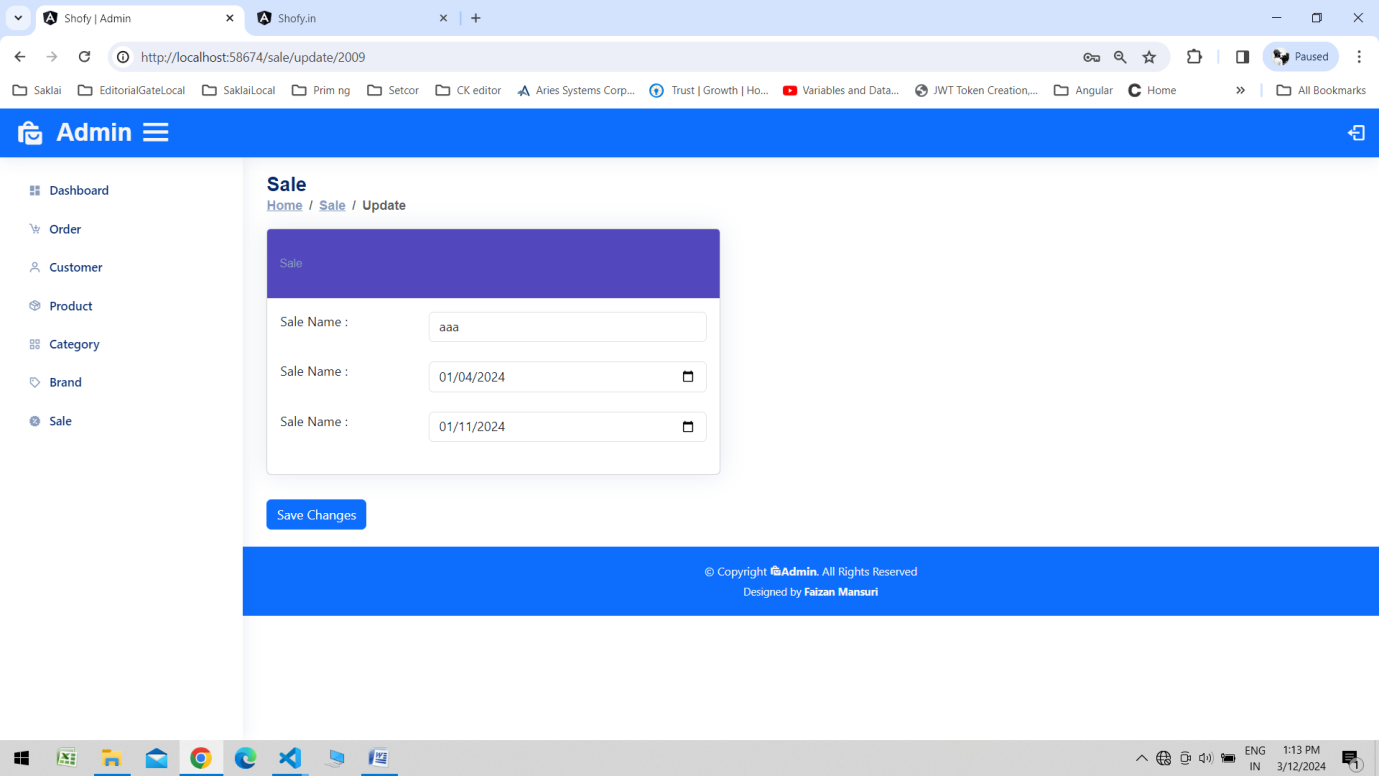 Shofy | Admin
Shofy.in
http://localhost:58674/sale/update/2009
Paused
Saklai
EditorialGateLocal
SaklaiLocal
Prim ng
Setcor
CK editor
Aries Systems Corp...
Trust | Growth | Ho...
Variables and Data...
JWT Token Creation,...
Angular
Home
All Bookmarks
Admin
Dashboard
Order
Customer
Product
Category
Brand
Sale
Sale
Home / Sale / Update
Sale
Sale Name :
aaa
Sale Name :
01/04/2024
Sale Name :
01/11/2024
Save Changes
© Copyright Admin. All Rights Reserved
Designed by Faizan Mansuri
ENG
IN
1:13 PM
3/12/2024
1